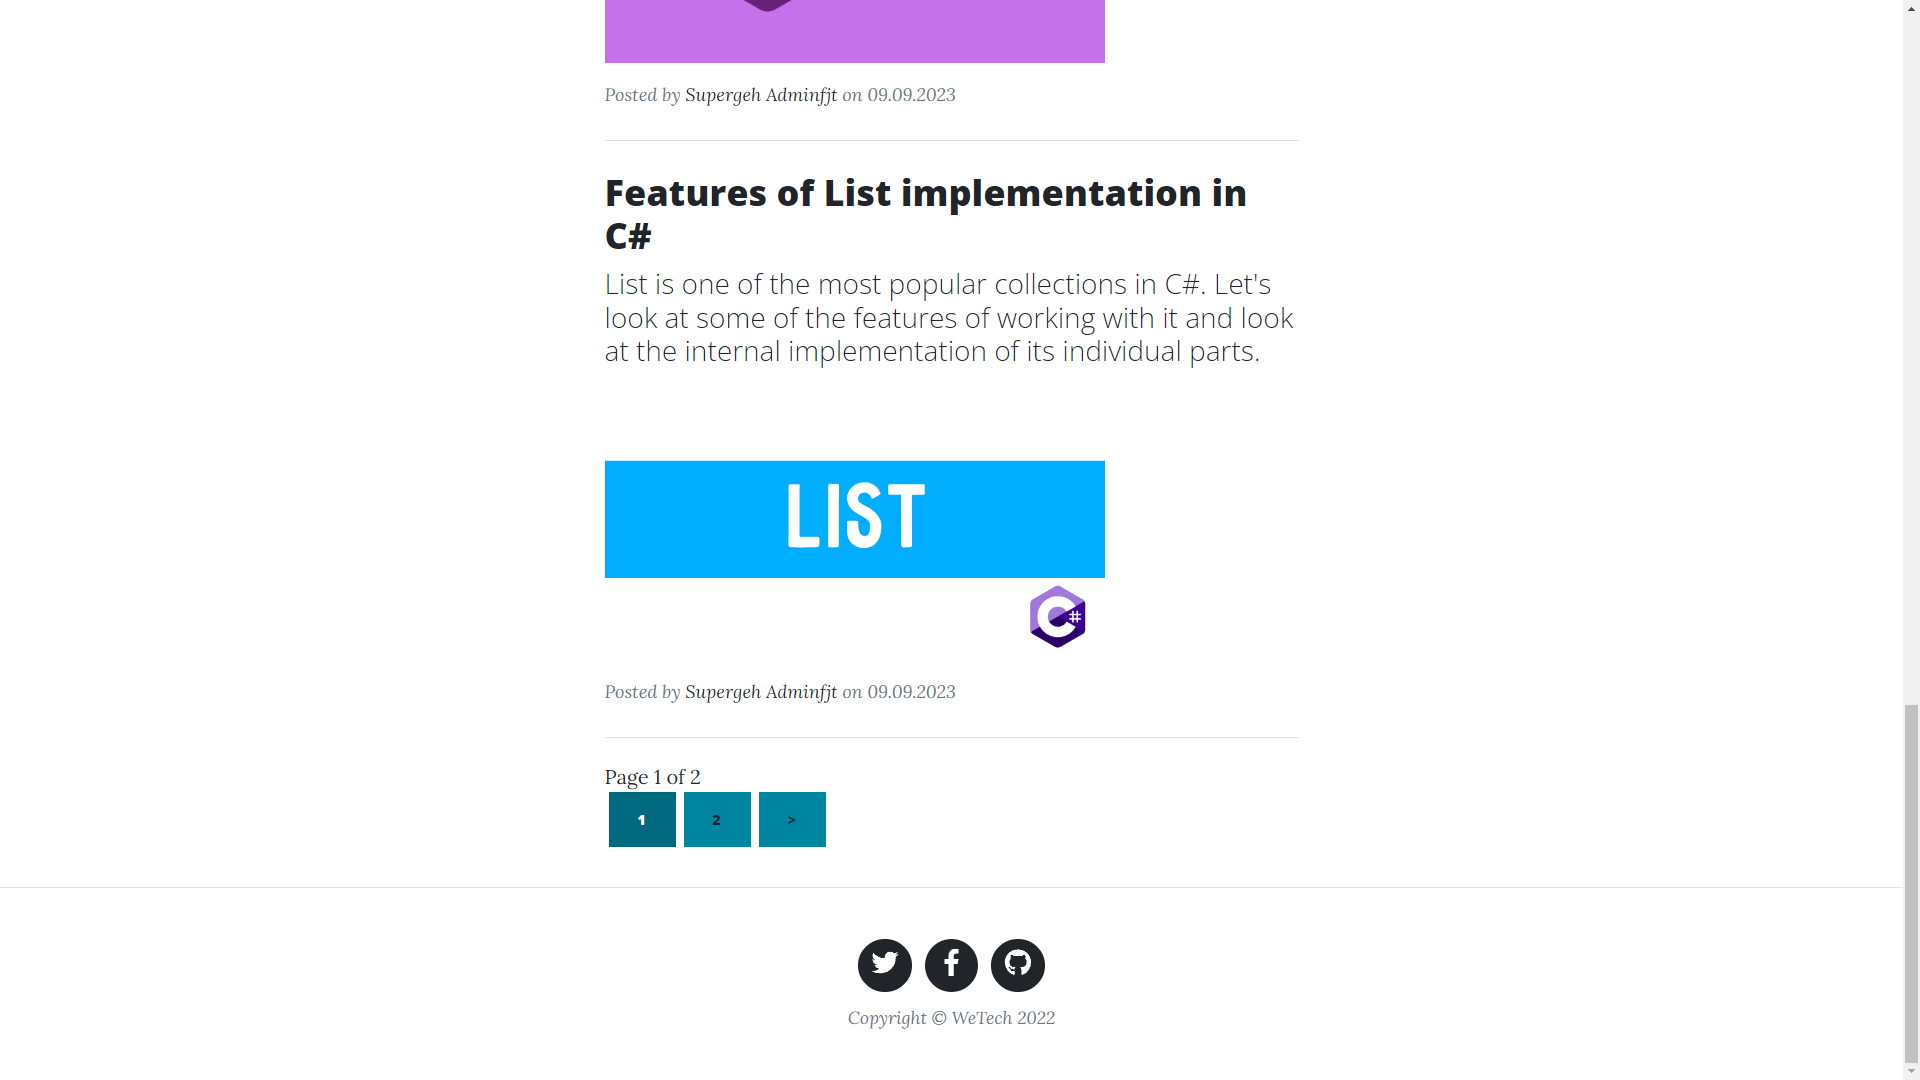 Posted by Supergeh Adminfjt on 09.09.2023
Features of List implementation in
C#
List is one of the most popular collections in C#. Let's
look at some of the features of working with it and look
at the internal implementation of its individual parts.
LIST
C#
Posted by Supergeh Adminfjt on 09.09.2023
Page 1 of 2
1 2 >
Copyright © WeTech 2022